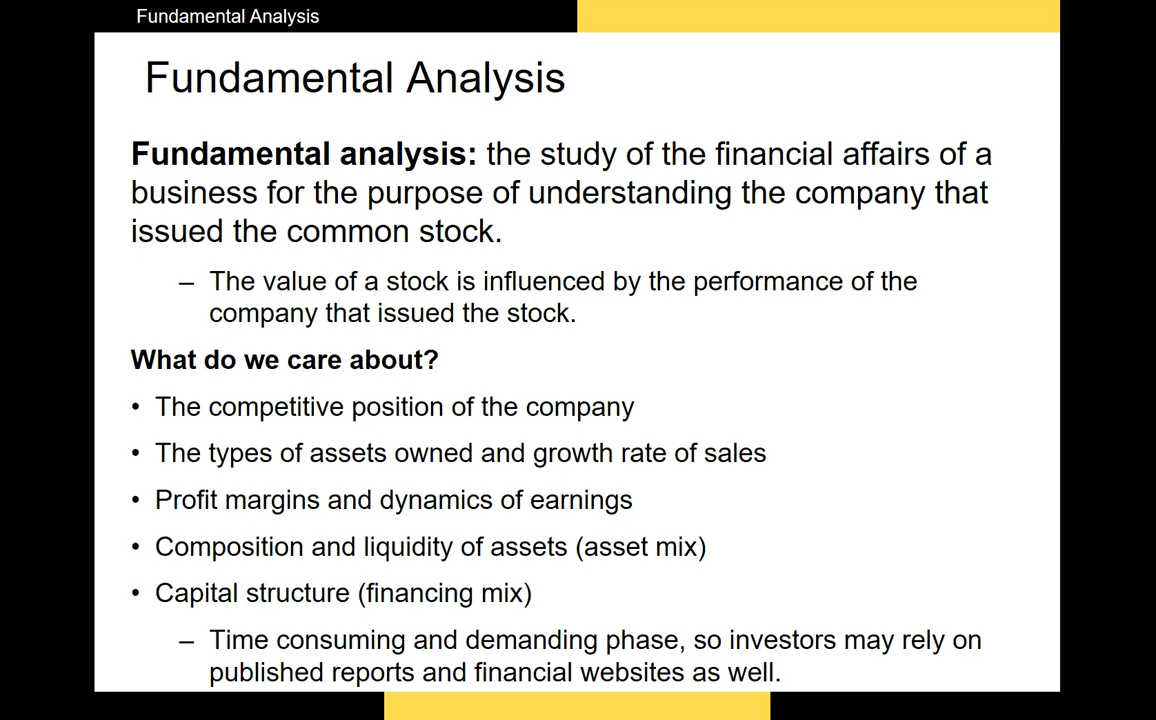 Fundamental Analysis
Fundamental Analysis
Fundamental analysis: the study of the financial affairs of a
business for the purpose of understanding the company that
issued the common stock.
– The value of a stock is influenced by the performance of the
company that issued the stock.
What do we care about?
• The competitive position of the company
• The types of assets owned and growth rate of sales
• Profit margins and dynamics of earnings
• Composition and liquidity of assets (asset mix)
• Capital structure (financing mix)
– Time consuming and demanding phase, so investors may rely on
published reports and financial websites as well.